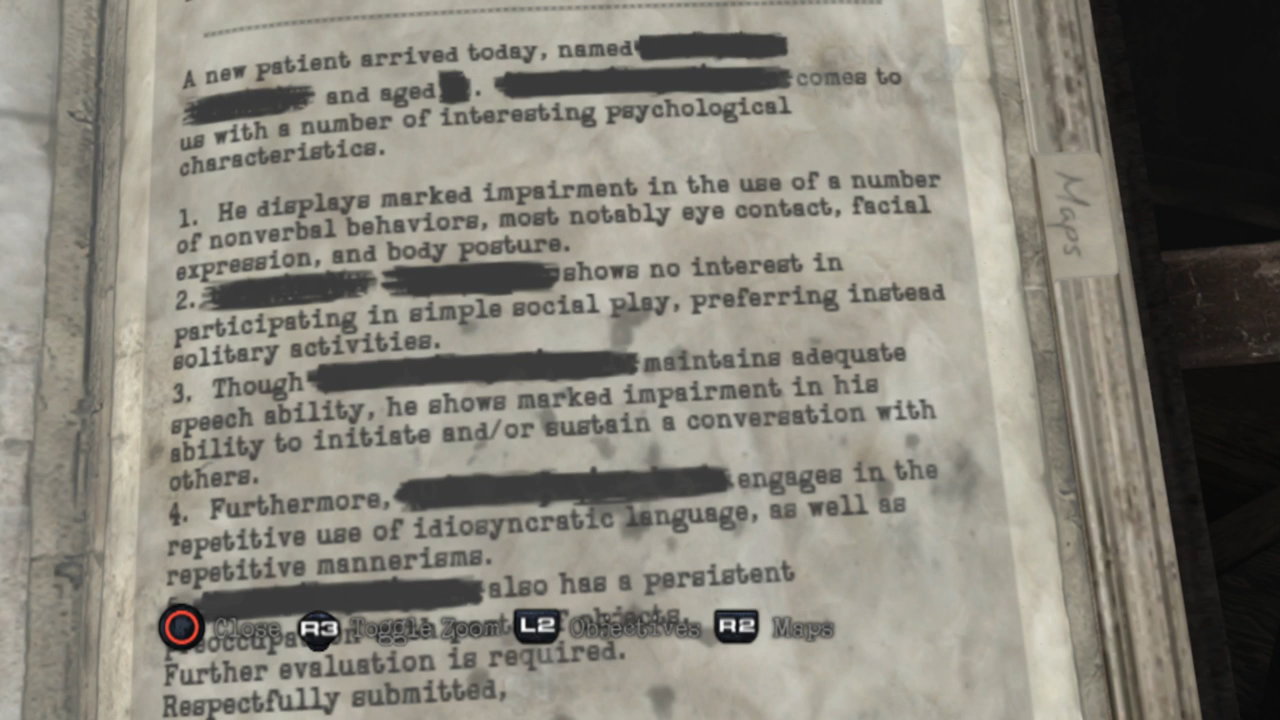 A new patient arrived today, named
and aged . comes to
us with a number of interesting psychological
characteristics.
1. He displays marked impairment in the use of a number
of nonverbal behaviors, most notably eye contact, facial
expression, and body posture.
2. shows no interest in
participating in simple social play, preferring instead
solitary activities.
3. Though maintains adequate
speech ability, he shows marked impairment in his
ability to initiate and/or sustain a conversation with
others.
4. Furthermore, engages in the
repetitive use of idiosyncratic language, as well as
repetitive mannerisms.
also has a persistent
objects.
Close R3 Toggle Zoom L2 Objectives R2 Maps
Further evaluation is required.
Respectfully submitted,
Maps